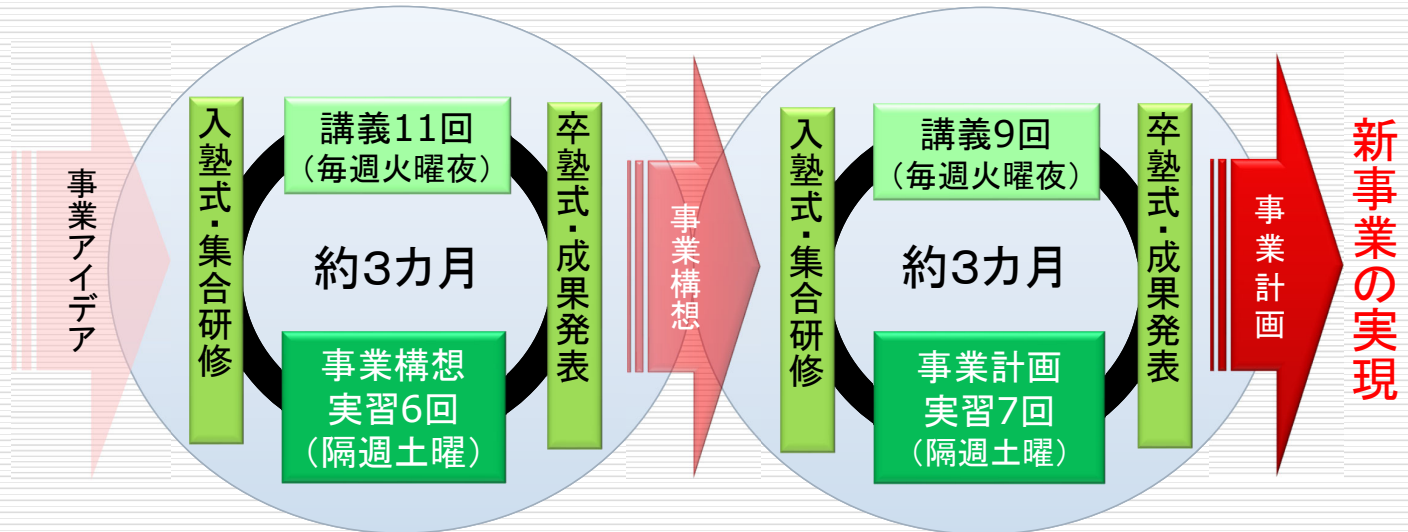 事業アイデア
入塾式・集合研修
講義11回
（毎週火曜夜）
約3カ月
事業構想
実習6回
（隔週土曜）
卒塾式・成果発表
事業構想
入塾式・集合研修
講義9回
（毎週火曜夜）
約3カ月
事業計画
実習7回
（隔週土曜）
卒塾式・成果発表
事業計画
新事業の実現